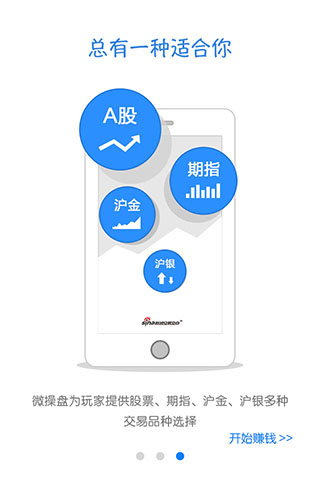 总有一种适合你
A股
期指
沪金
沪银
微操盘为玩家提供股票、期指、沪金、沪银多种
交易品种选择
开始赚钱 >>